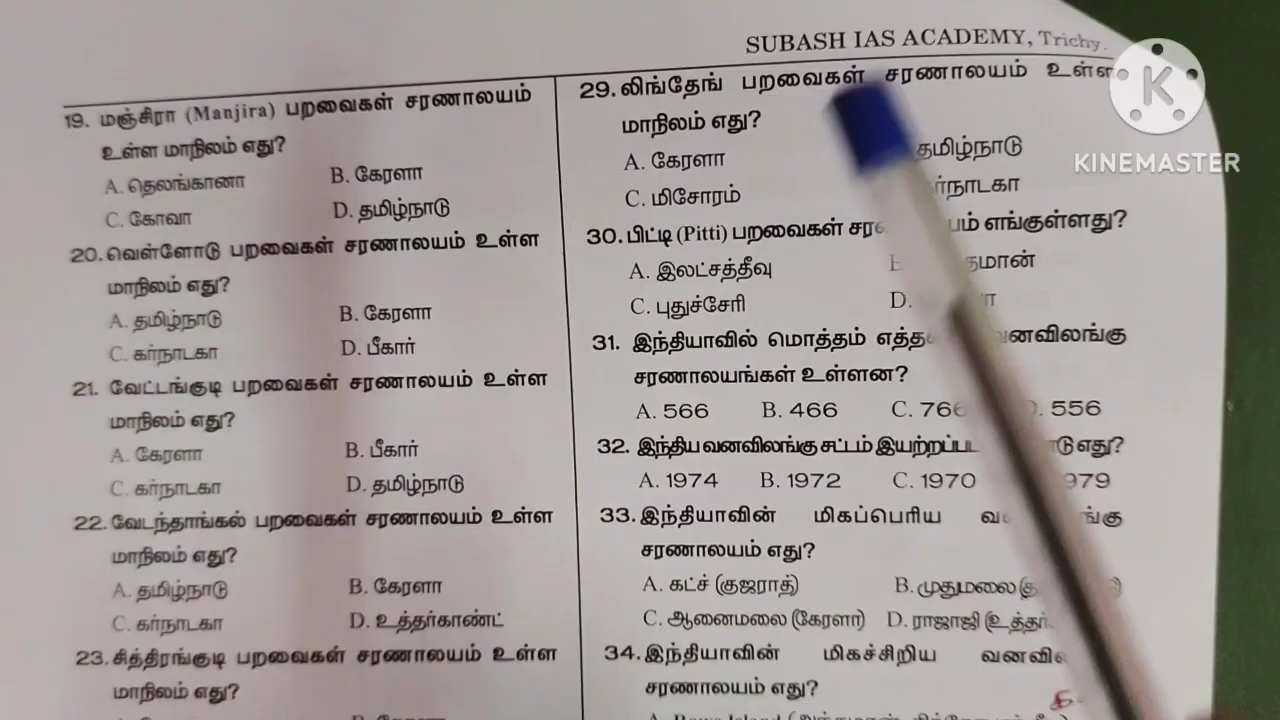 SUBASH IAS ACADEMY, Trichy.
19. மஞ்சிரா (Manjira) பறவைகள் சரணாலயம்
உள்ள மாநிலம் எது?
A. தெலங்கானா B. கேரளா
C. கோவா D. தமிழ்நாடு
20. வெள்ளோடு பறவைகள் சரணாலயம் உள்ள
மாநிலம் எது?
A. தமிழ்நாடு B. கேரளா
C. கர்நாடகா D. பீகார்
21. வேட்டங்குடி பறவைகள் சரணாலயம் உள்ள
மாநிலம் எது?
A. கேரளா B. பீகார்
C. கர்நாடகா D. தமிழ்நாடு
22. வேடந்தாங்கல் பறவைகள் சரணாலயம் உள்ள
மாநிலம் எது?
A. தமிழ்நாடு B. கேரளா
C. கர்நாடகா D. உத்தர்காண்ட்
23. சித்திரங்குடி பறவைகள் சரணாலயம் உள்ள
மாநிலம் எது?
29. லிங்தேங் பறவைகள் சரணாலயம் உள்ள
மாநிலம் எது?
A. கேரளா தமிழ்நாடு
C. மிசோரம்
30. பிட்டி (Pitti) பறவைகள் எங்குள்ளது?
A. இலட்சத்தீவு
C. புதுச்சேரி D.
31. இந்தியாவில் மொத்தம்
சரணாலயங்கள் உள்ளன?
A. 566 B. 466 C. 766 D. 556
32. இந்திய வனவிலங்கு சட்டம் எது?
A. 1974 B. 1972 C. 1970
33. இந்தியாவின் மிகப்பெரிய
சரணாலயம் எது?
A. கட்ச் (குஜராத்) B. முதுமலை
C. ஆனைமலை (கேரளா) D. ராஜாஜி
34. இந்தியாவின் மிகச்சிறிய
சரணாலயம் எது?
KINEMASTER